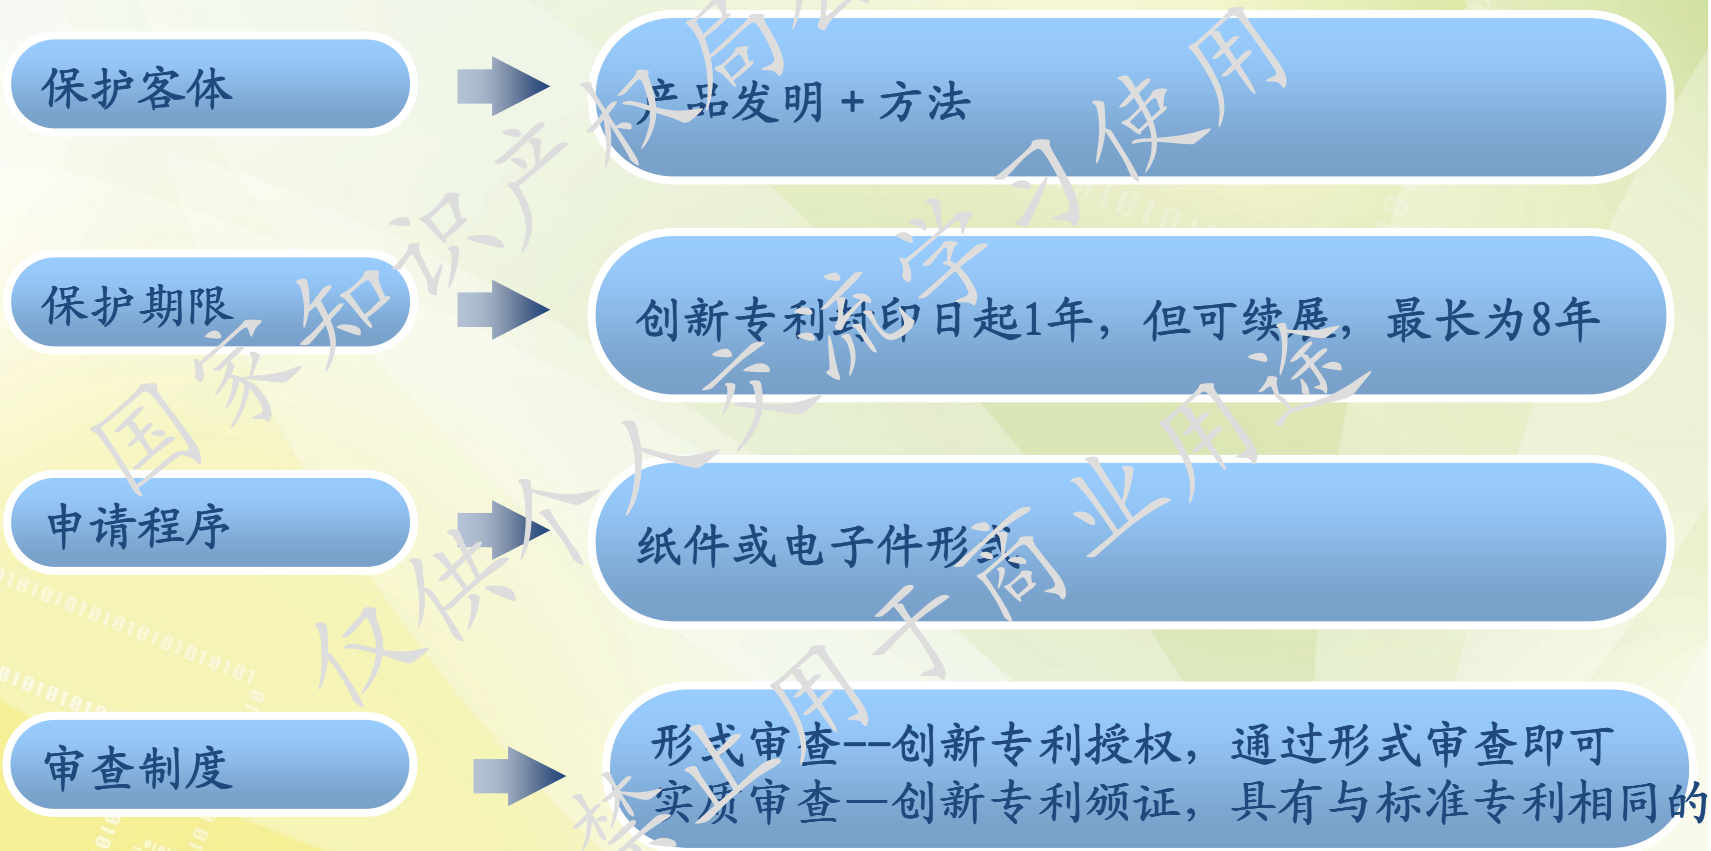 保护客体
产品发明 + 方法
保护期限
创新专利封印日起1年，但可续展，最长为8年
申请程序
纸件或电子件形式
审查制度
形式审查--创新专利授权，通过形式审查即可
实质审查—创新专利颁证，具有与标准专利相同的
国家知识产权局
仅供个人交流学习使用
禁止用于商业用途